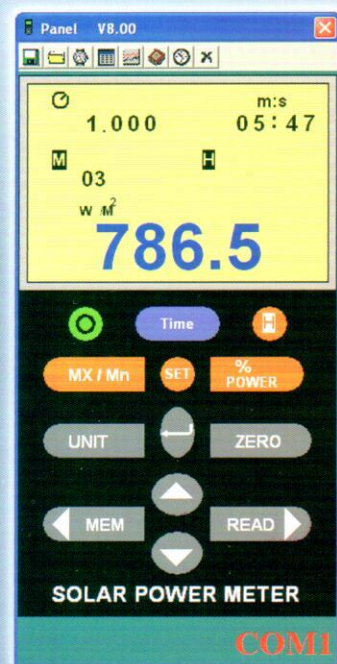 Panel V8.00
m:s
1.000 05:47
M H
03
W/M²
786.5
Time H
MX / Mn SET % POWER
UNIT ZERO
MEM READ
SOLAR POWER METER
COM1